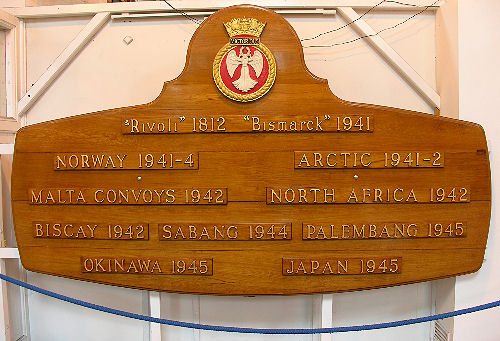 VICTORIOUS
"Rivoli" 1812 "Bismarck" 1941
NORWAY 1941-4 ARCTIC 1941-2
MALTA CONVOYS 1942 NORTH AFRICA 1942
BISCAY 1942 SABANG 1944 PALEMBANG 1945
OKINAWA 1945 JAPAN 1945